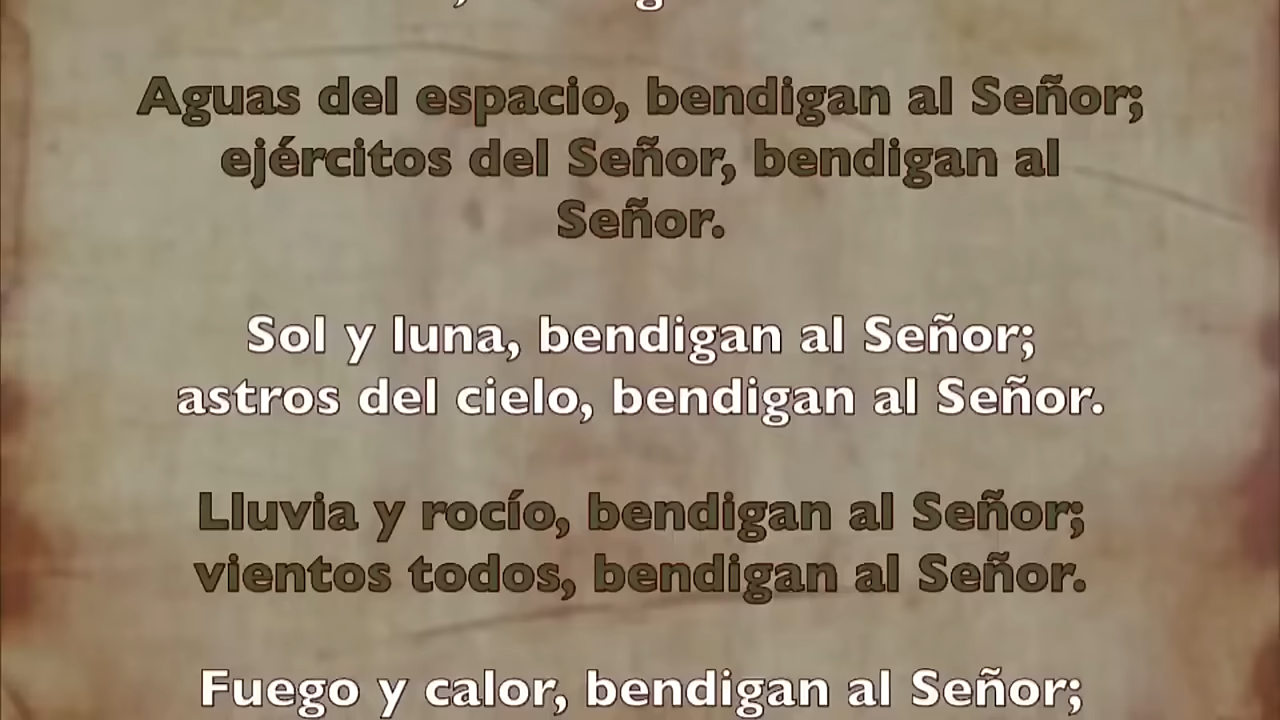 Aguas del espacio, bendigan al Señor;
ejércitos del Señor, bendigan al
Señor.
Sol y luna, bendigan al Señor;
astros del cielo, bendigan al Señor.
Lluvia y rocío, bendigan al Señor;
vientos todos, bendigan al Señor.
Fuego y calor, bendigan al Señor;